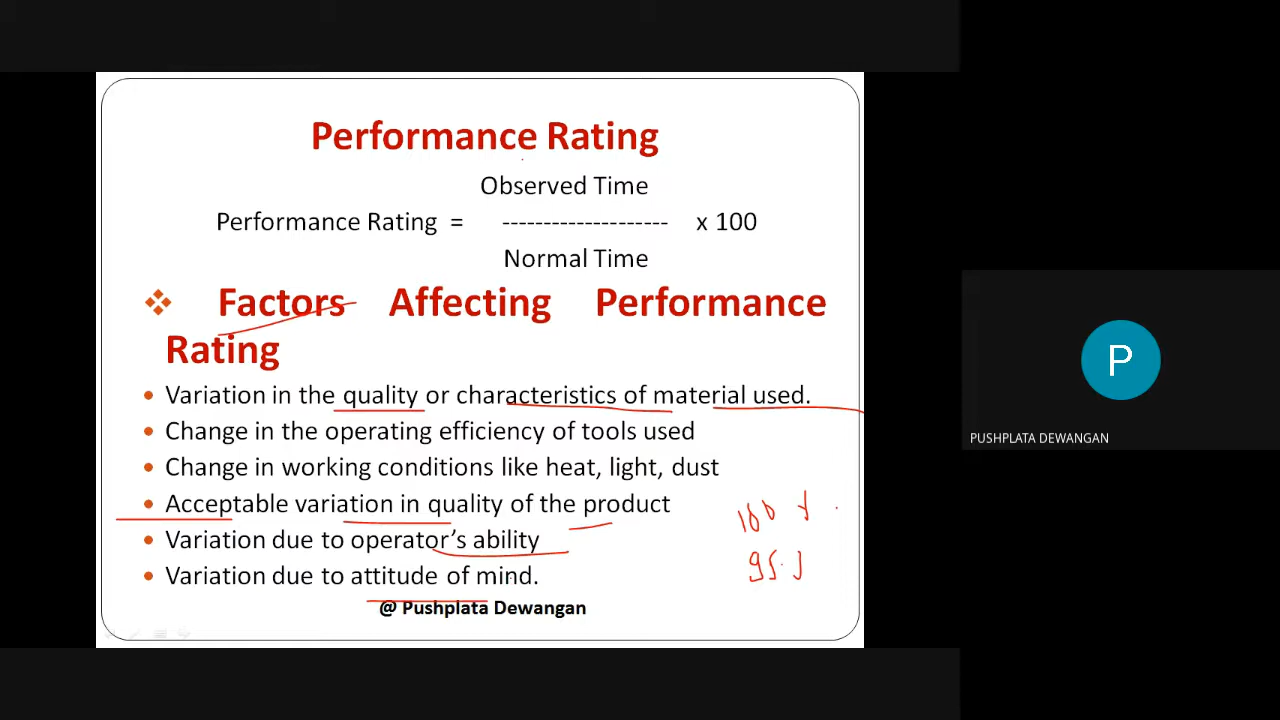 Performance Rating
Observed Time
Performance Rating = -------------------- x 100
Normal Time
❖ Factors Affecting Performance
Rating
• Variation in the quality or characteristics of material used.
• Change in the operating efficiency of tools used
• Change in working conditions like heat, light, dust
• Acceptable variation in quality of the product
• Variation due to operator's ability
• Variation due to attitude of mind.
@ Pushplata Dewangan
100
95
P
PUSHPLATA DEWANGAN